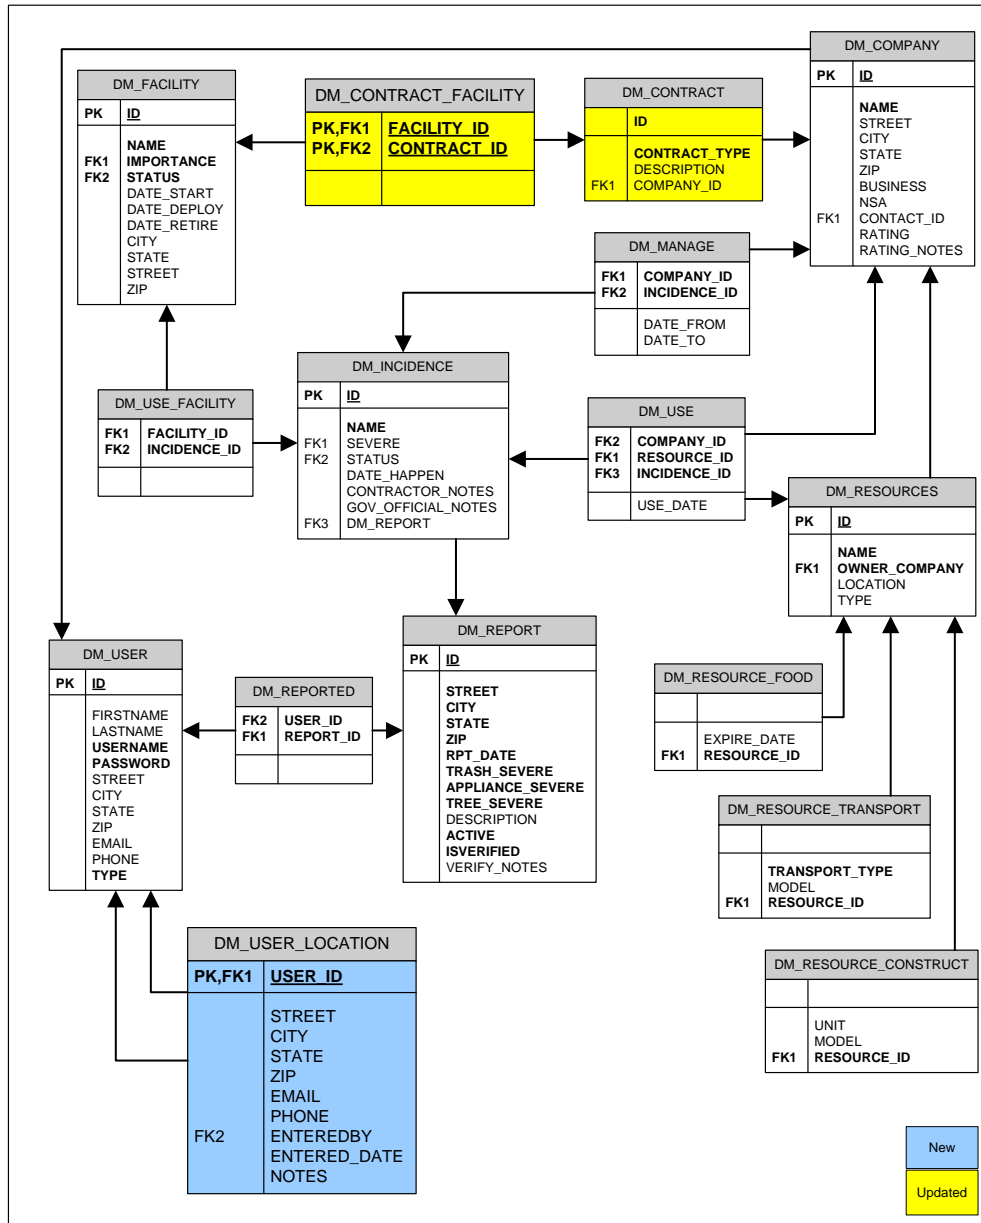 DM_COMPANY
PK ID
NAME
STREET
CITY
STATE
ZIP
BUSINESS
NSA
FK1 CONTACT_ID
RATING
RATING_NOTES
DM_FACILITY
PK ID
NAME
FK1 IMPORTANCE
FK2 STATUS
DATE_START
DATE_DEPLOY
DATE_RETIRE
CITY
STATE
STREET
ZIP
DM_CONTRACT_FACILITY
PK,FK1 FACILITY_ID
PK,FK2 CONTRACT_ID
DM_CONTRACT
ID
CONTRACT_TYPE
DESCRIPTION
FK1 COMPANY_ID
DM_MANAGE
FK1 COMPANY_ID
FK2 INCIDENCE_ID
DATE_FROM
DATE_TO
DM_INCIDENCE
PK ID
NAME
FK1 SEVERE
FK2 STATUS
DATE_HAPPEN
CONTRACTOR_NOTES
GOV_OFFICIAL_NOTES
FK3 DM_REPORT
DM_USE_FACILITY
FK1 FACILITY_ID
FK2 INCIDENCE_ID
DM_USE
FK2 COMPANY_ID
FK1 RESOURCE_ID
FK3 INCIDENCE_ID
USE_DATE
DM_RESOURCES
PK ID
NAME
FK1 OWNER_COMPANY
LOCATION
TYPE
DM_USER
PK ID
FIRSTNAME
LASTNAME
USERNAME
PASSWORD
STREET
CITY
STATE
ZIP
EMAIL
PHONE
TYPE
DM_REPORTED
FK2 USER_ID
FK1 REPORT_ID
DM_REPORT
PK ID
STREET
CITY
STATE
ZIP
RPT_DATE
TRASH_SEVERE
APPLIANCE_SEVERE
TREE_SEVERE
DESCRIPTION
ACTIVE
ISVERIFIED
VERIFY_NOTES
DM_RESOURCE_FOOD
EXPIRE_DATE
FK1 RESOURCE_ID
DM_RESOURCE_TRANSPORT
TRANSPORT_TYPE
MODEL
FK1 RESOURCE_ID
DM_USER_LOCATION
PK,FK1 USER_ID
STREET
CITY
STATE
ZIP
EMAIL
PHONE
FK2 ENTEREDBY
ENTERED_DATE
NOTES
DM_RESOURCE_CONSTRUCT
UNIT
MODEL
FK1 RESOURCE_ID
New
Updated